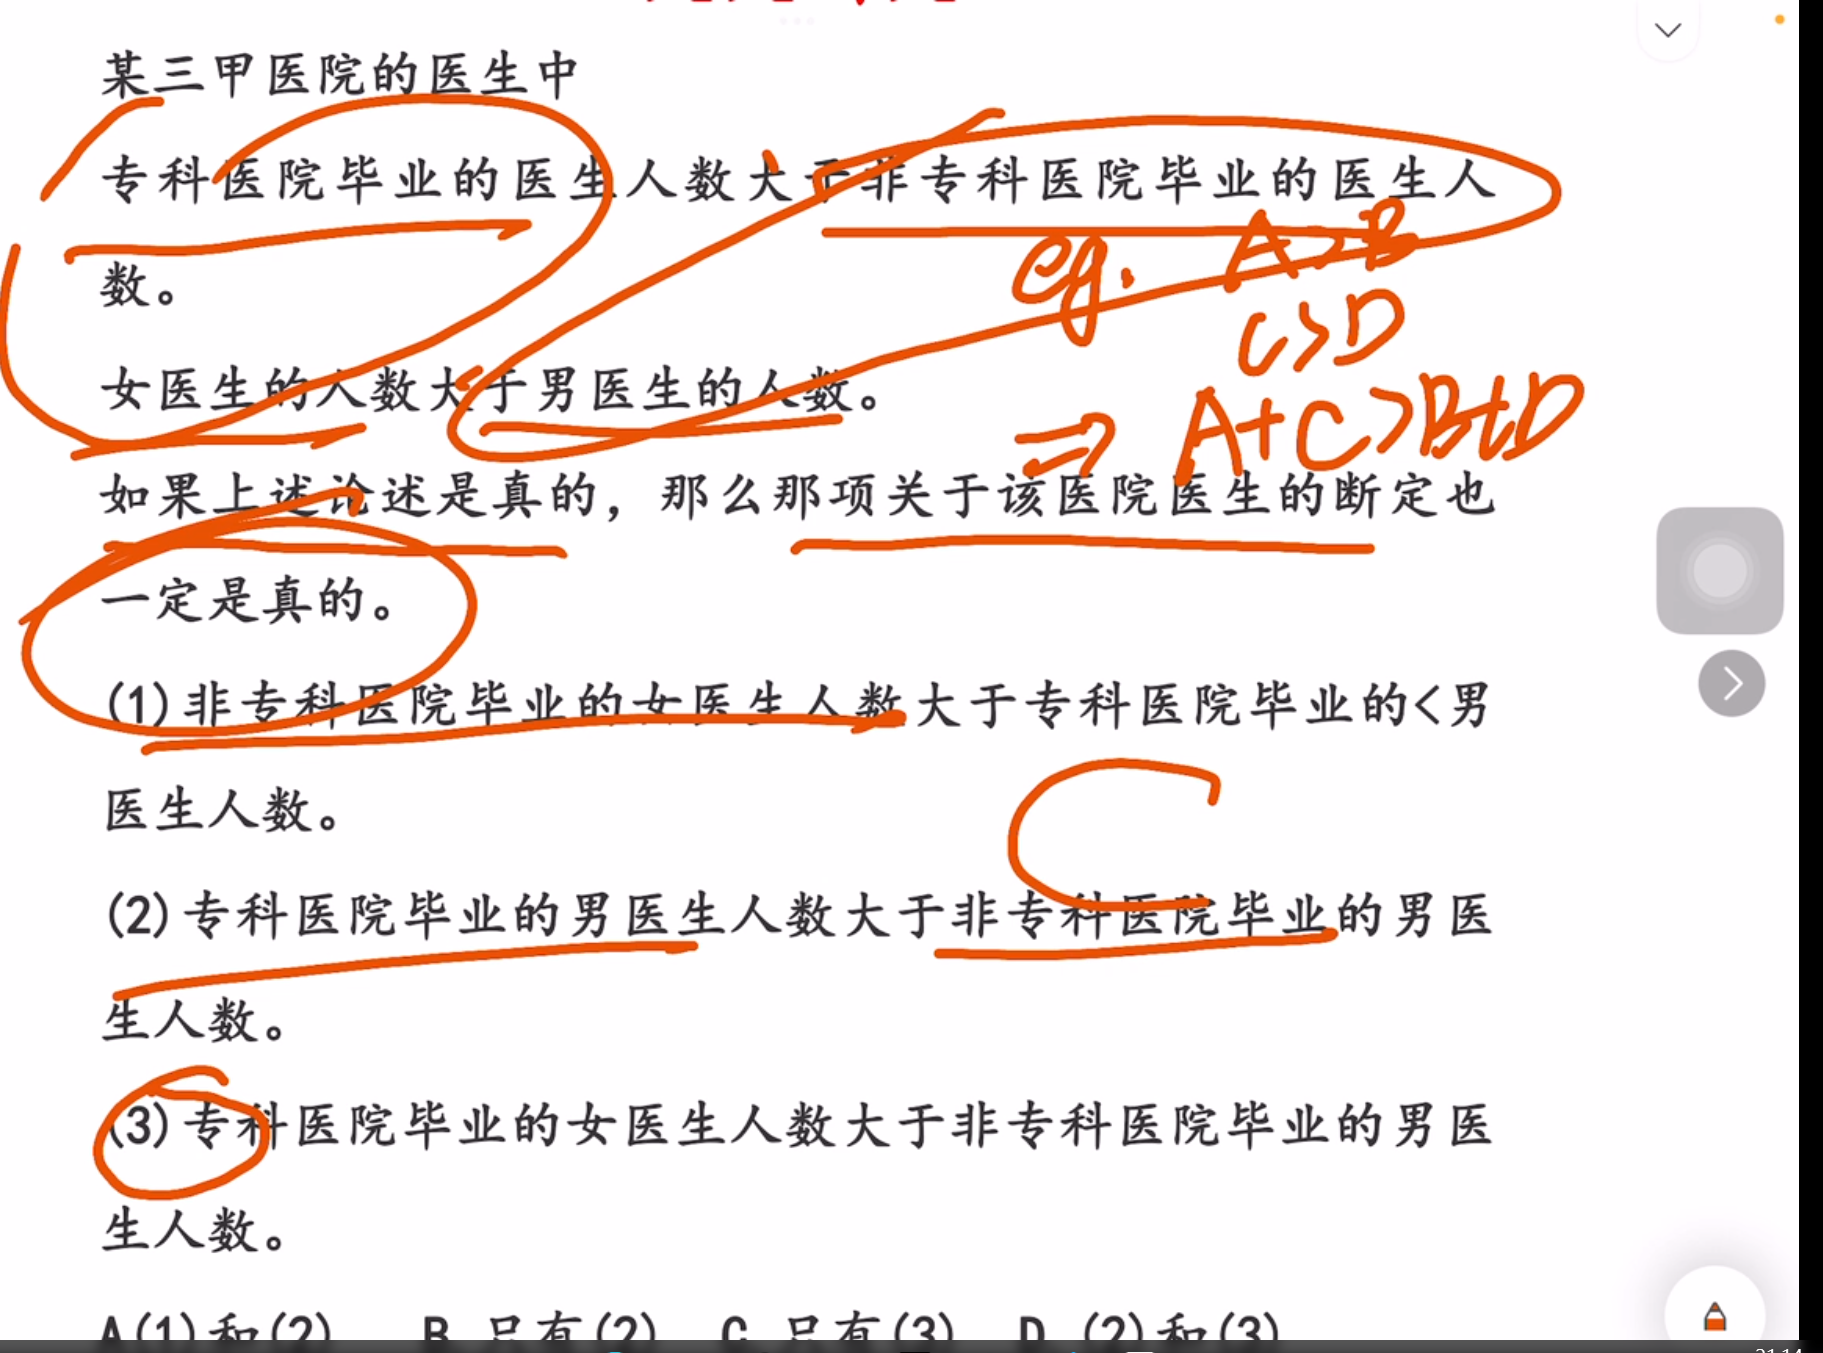 某三甲医院的医生中
专科医院毕业的医生人数大于非专科医院毕业的医生人
eg. A>B
数。
C>D
女医生的人数大于男医生的人数。
⇒ A+C>B+D
如果上述论述是真的，那么那项关于该医院医生的断定也
一定是真的。
(1)非专科医院毕业的女医生人数大于专科医院毕业的<男
医生人数。
(2)专科医院毕业的男医生人数大于非专科医院毕业的男医
生人数。
(3)专科医院毕业的女医生人数大于非专科医院毕业的男医
生人数。
A(1)和(2) B 只有(2) C 只有(3) D (2)和(3)